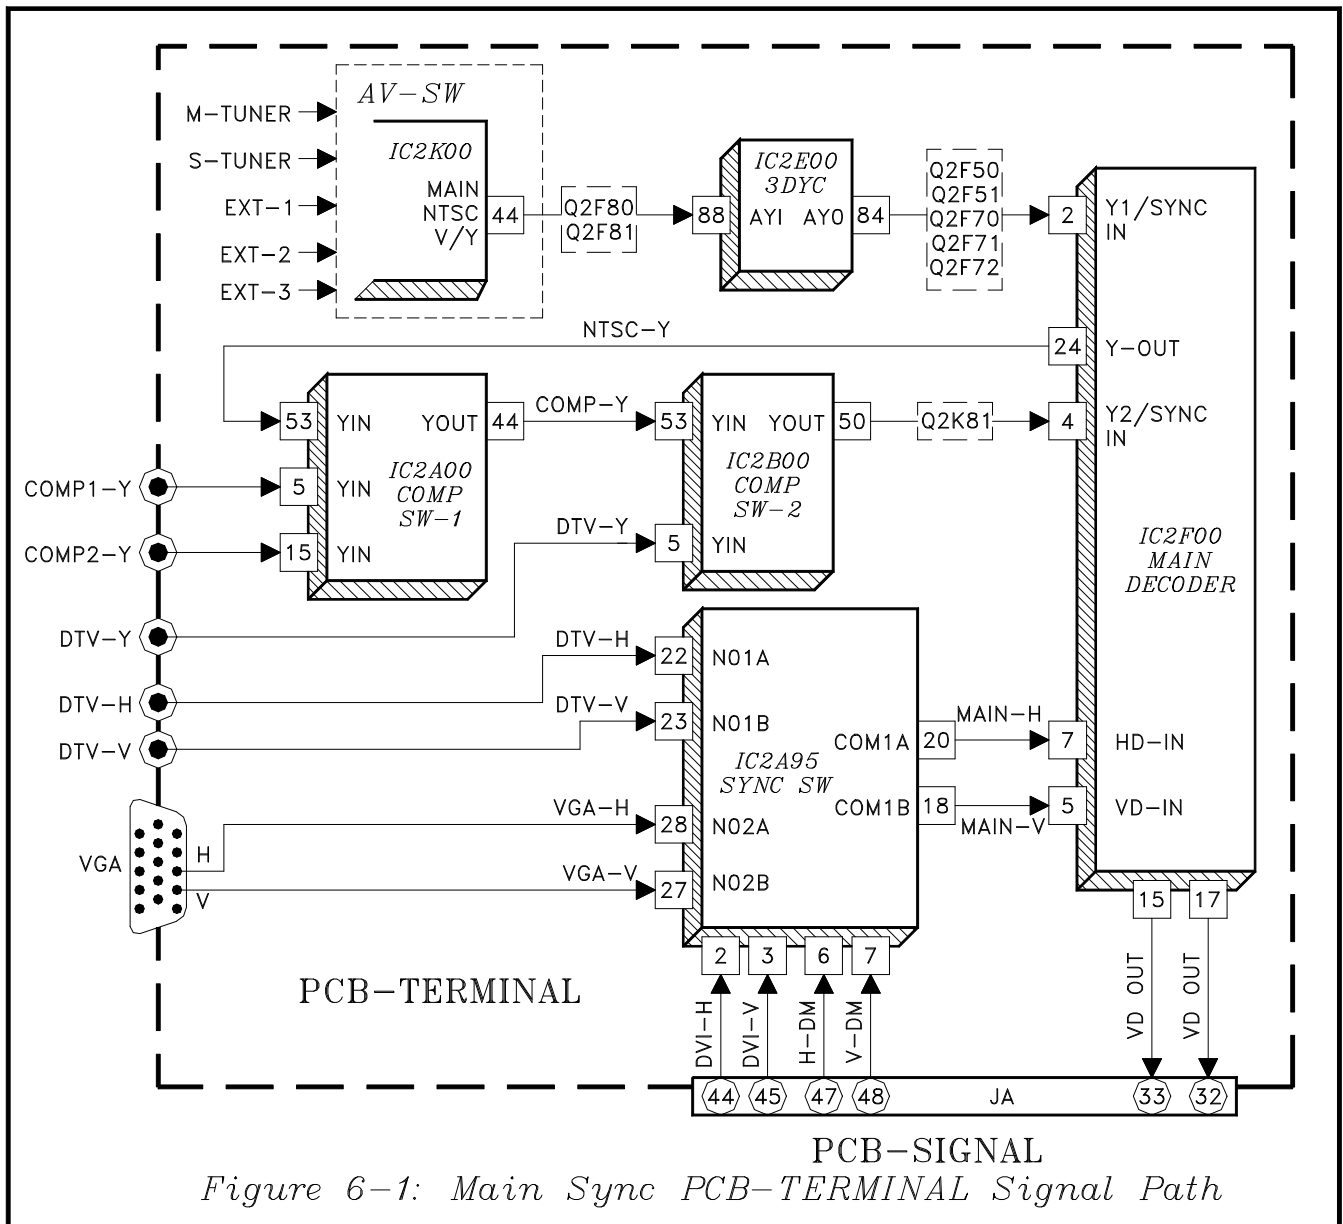 AV-SW
M-TUNER
S-TUNER
EXT-1
EXT-2
EXT-3
IC2K00
MAIN
NTSC
V/Y
44
Q2F80
Q2F81
88
IC2E00
3DYC
AYI AYO
84
Q2F50
Q2F51
Q2F70
Q2F71
Q2F72
2
Y1/SYNC
IN
NTSC-Y
24
Y-OUT
53
YIN
YOUT
44
COMP-Y
53
YIN
YOUT
50
Q2K81
4
Y2/SYNC
IN
COMP1-Y
5
YIN
IC2A00
COMP
SW-1
IC2B00
COMP
SW-2
COMP2-Y
15
YIN
DTV-Y
5
YIN
IC2F00
MAIN
DECODER
DTV-Y
DTV-H
22
NO1A
DTV-H
DTV-V
23
NO1B
DTV-V
IC2A95
SYNC SW
COM1A
20
MAIN-H
7
HD-IN
COM1B
18
MAIN-V
5
VD-IN
VGA
H
V
VGA-H
28
NO2A
VGA-V
27
NO2B
15
17
2
3
6
7
DVI-H
DVI-V
H-DM
V-DM
VD OUT
VD OUT
PCB-TERMINAL
44
45
47
48
JA
33
32
PCB-SIGNAL
Figure 6-1: Main Sync PCB-TERMINAL Signal Path